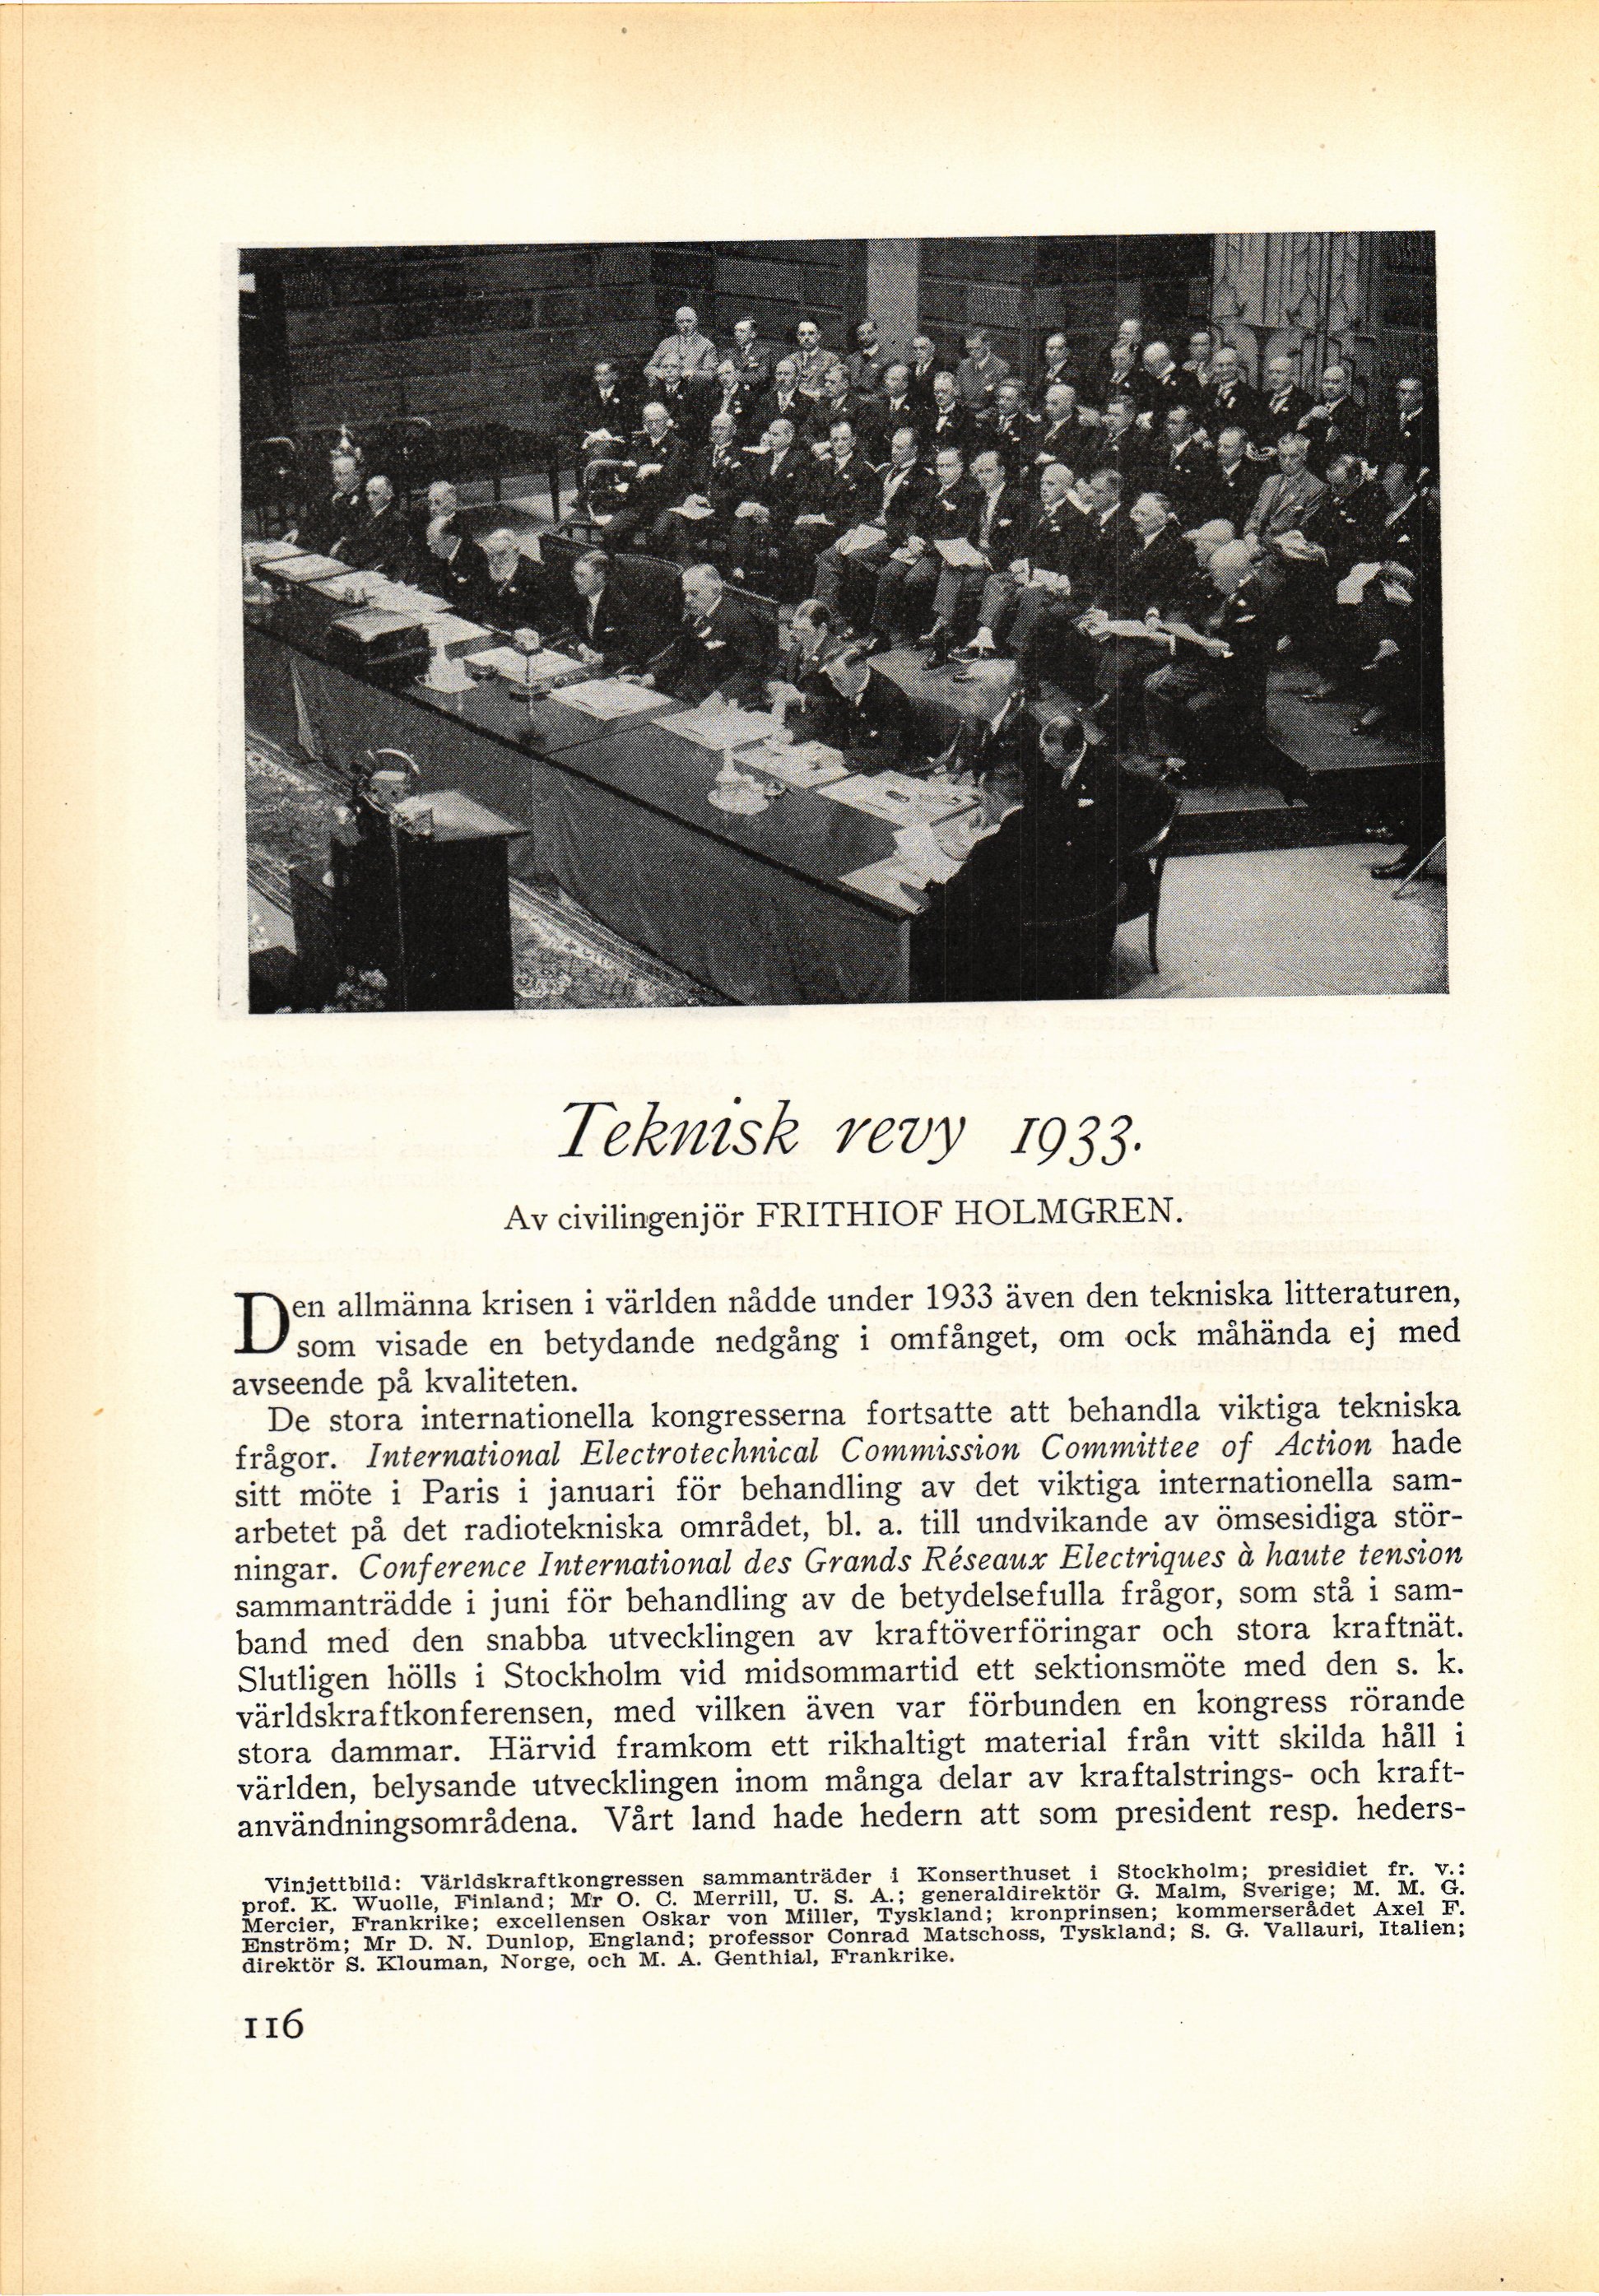 Teknisk revy 1933.
Av civilingenjör FRITHIOF HOLMGREN.
Den allmänna krisen i världen nådde under 1933 även den tekniska litteraturen,
som visade en betydande nedgång i omfånget, om ock måhända ej med
avseende på kvaliteten.
De stora internationella kongresserna fortsatte att behandla viktiga tekniska
frågor. International Electrotechnical Commission Committee of Action hade
sitt möte i Paris i januari för behandling av det viktiga internationella sam-
arbetet på det radiotekniska området, bl. a. till undvikande av ömsesidiga stör-
ningar. Conference International des Grands Réseaux Electriques à haute tension
sammanträdde i juni för behandling av de betydelsefulla frågor, som stå i sam-
band med den snabba utvecklingen av kraftöverföringar och stora kraftnät.
Slutligen hölls i Stockholm vid midsommartid ett sektionsmöte med den s. k.
världskraftkonferensen, med vilken även var förbunden en kongress rörande
stora dammar. Härvid framkom ett rikhaltigt material från vitt skilda håll i
världen, belysande utvecklingen inom många delar av kraftalstrings- och kraft-
användningsområdena. Vårt land hade hedern att som president resp. heders-
Vinjettbild: Världskraftkongressen sammanträder i Konserthuset i Stockholm; presidiet fr. v.:
prof. K. Wuolle, Finland; Mr O. C. Merrill, U. S. A.; generaldirektör G. Malm, Sverige; M. M. G.
Mercier, Frankrike; excellensen Oskar von Miller, Tyskland; kronprinsen; kommerserådet Axel F.
Enström; Mr D. N. Dunlop, England; professor Conrad Matschoss, Tyskland; S. G. Vallauri, Italien;
direktör S. Klouman, Norge, och M. A. Genthial, Frankrike.
116